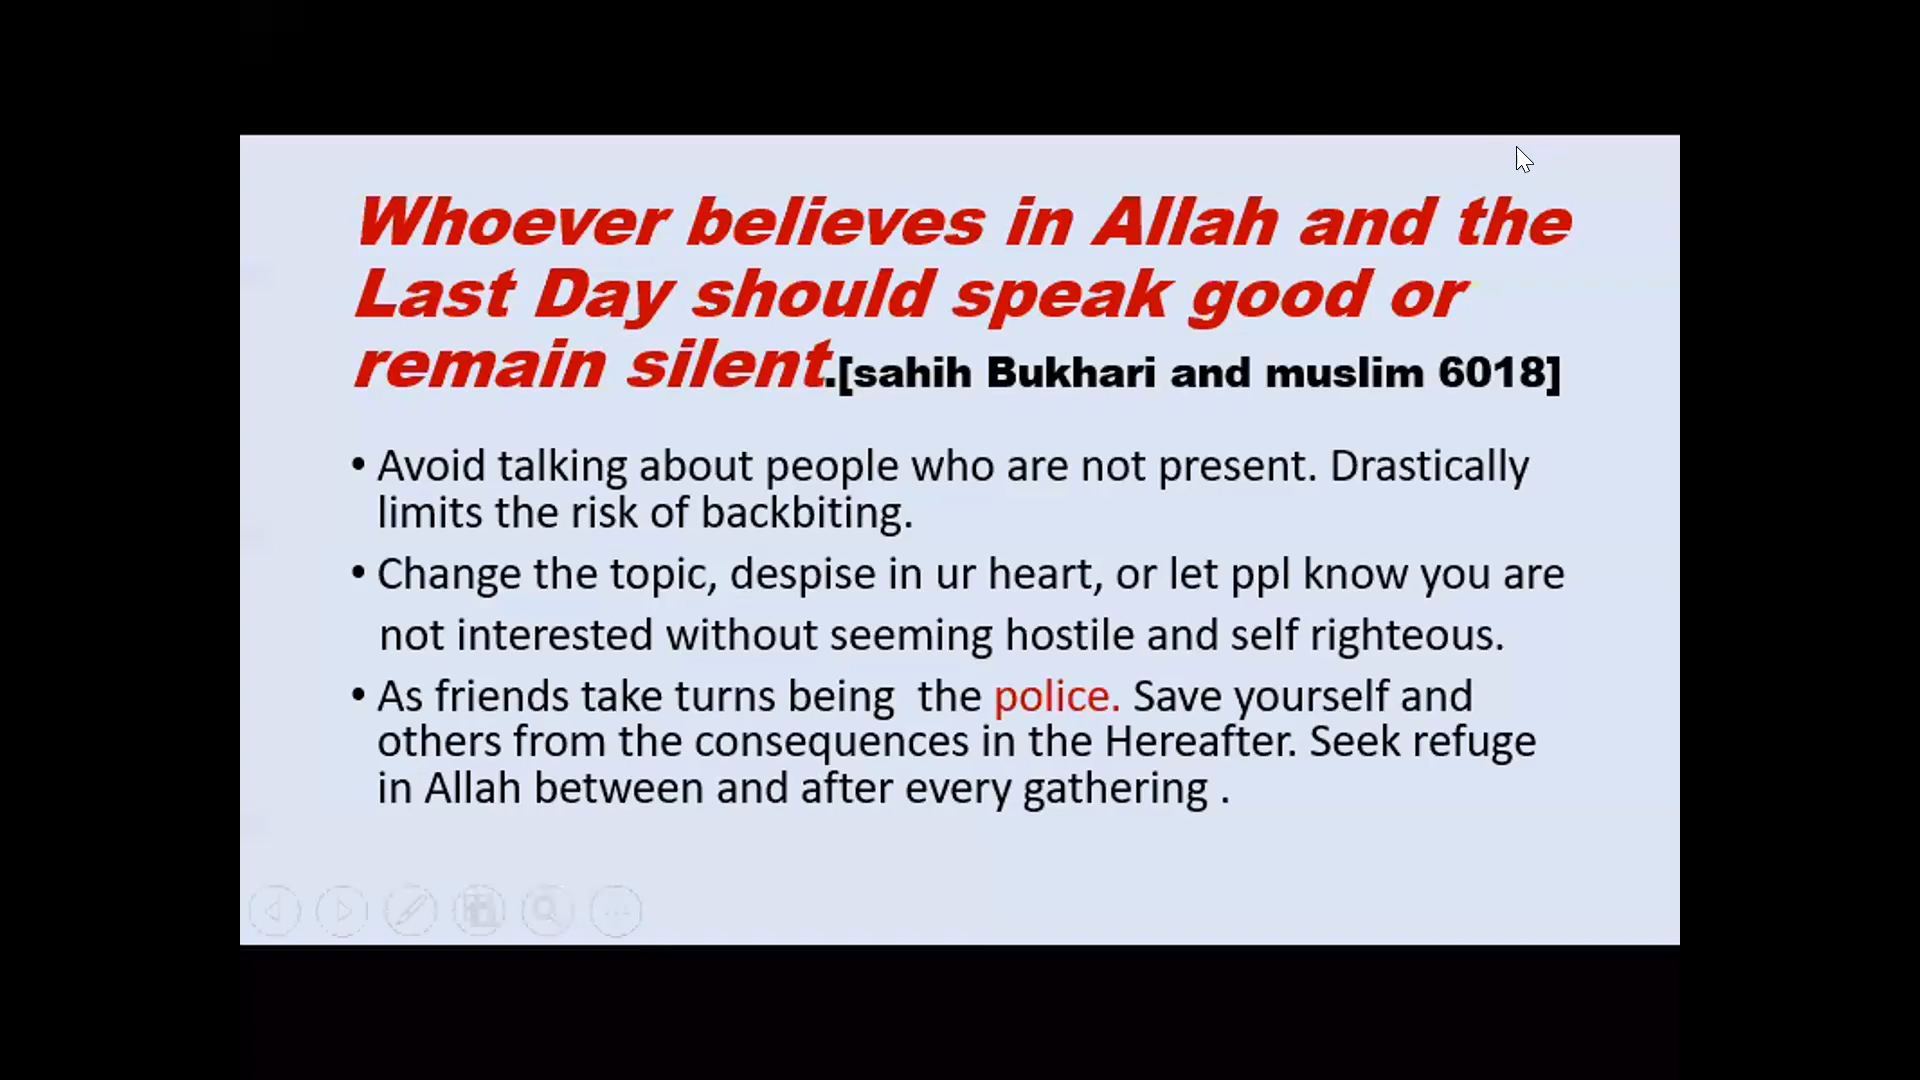 Whoever believes in Allah and the
Last Day should speak good or
remain silent.[sahih Bukhari and muslim 6018]
• Avoid talking about people who are not present. Drastically
limits the risk of backbiting.
• Change the topic, despise in ur heart, or let ppl know you are
not interested without seeming hostile and self righteous.
• As friends take turns being  the police. Save yourself and
others from the consequences in the Hereafter. Seek refuge
in Allah between and after every gathering .